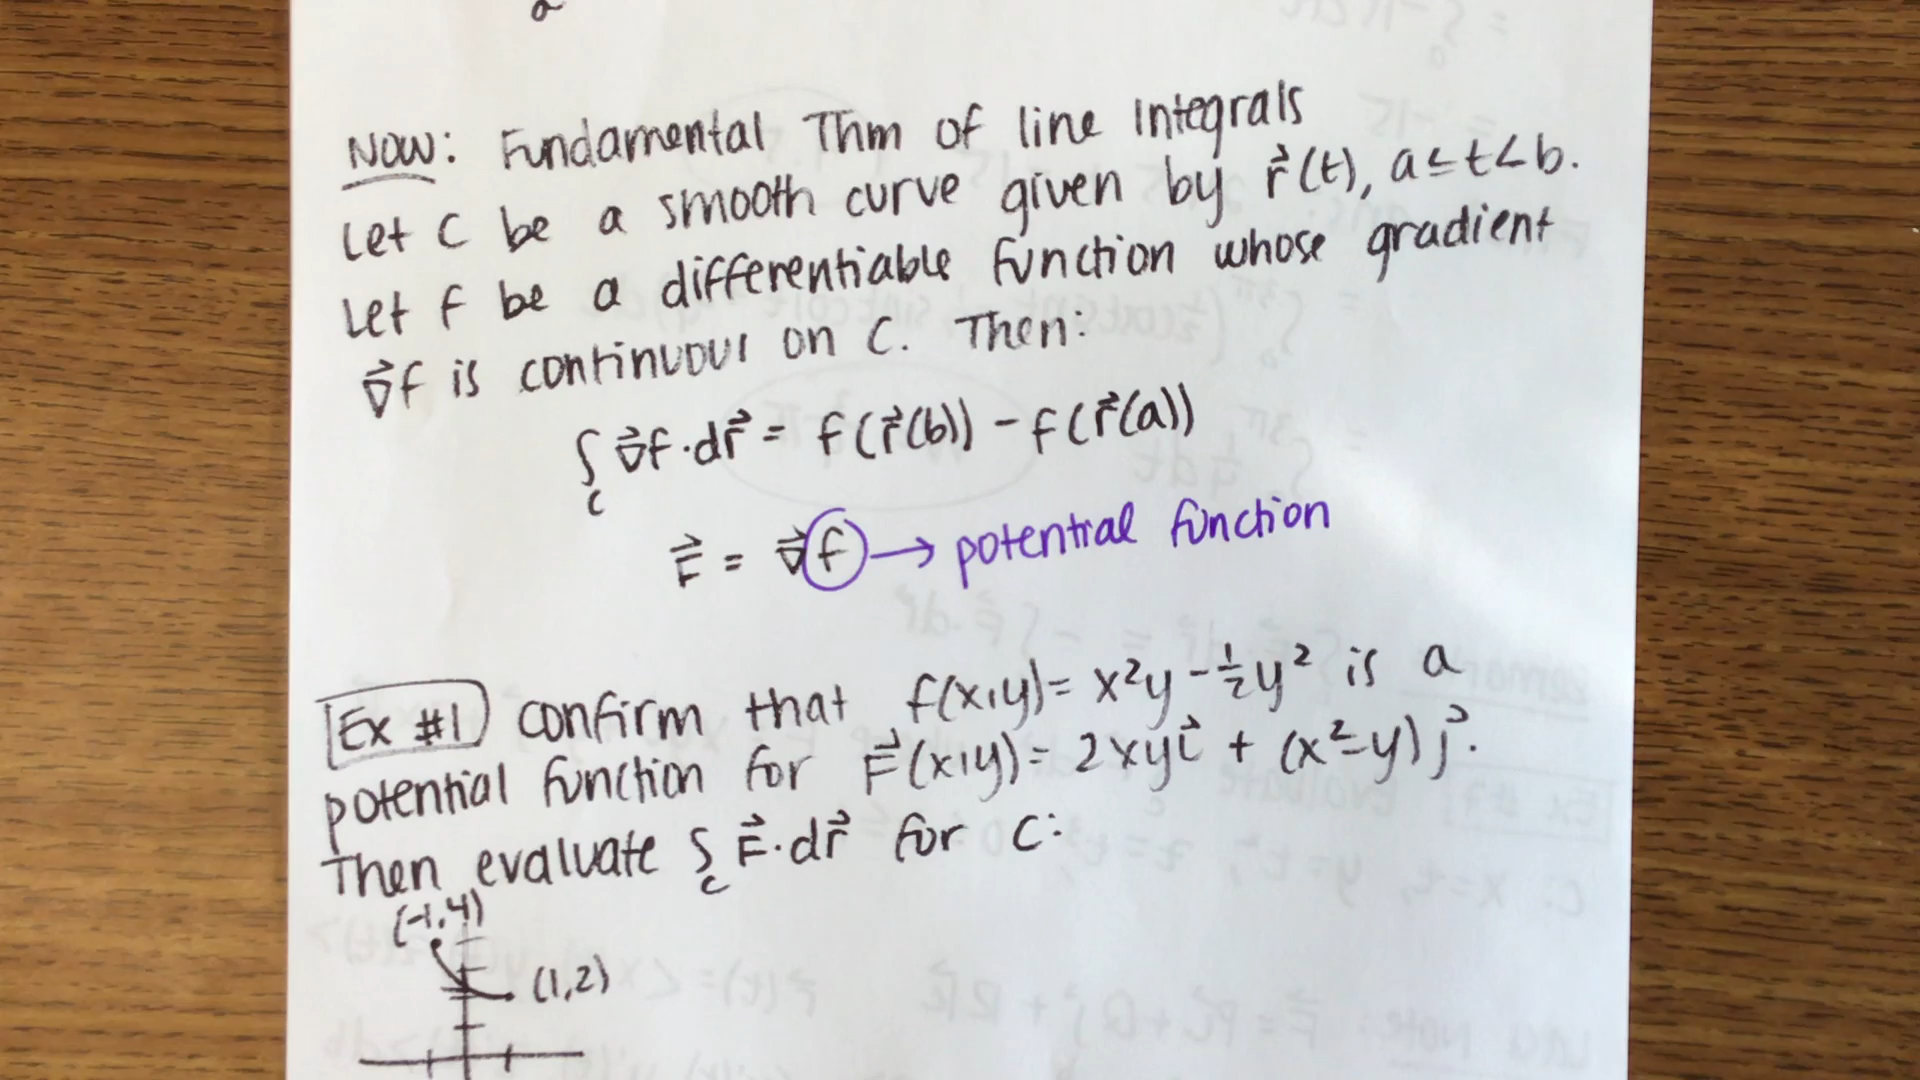 a
NOW: Fundamental Thm of line Integrals
Let C be a smooth curve given by r⃗(t), a≤t<b.
Let f be a differentiable function whose gradient
∇⃗f is continuous on C. Then:
∫_C ∇⃗f·dr⃗ = f(r⃗(b)) - f(r⃗(a))
F⃗ = ∇⃗f → potential function
Ex #1 confirm that f(x,y) = x²y - ½y² is a
potential function for F⃗(x,y) = 2xyi⃗ + (x²-y)j⃗.
Then evaluate ∫_C F⃗·dr⃗ for C:
(-1,4)
(1,2)